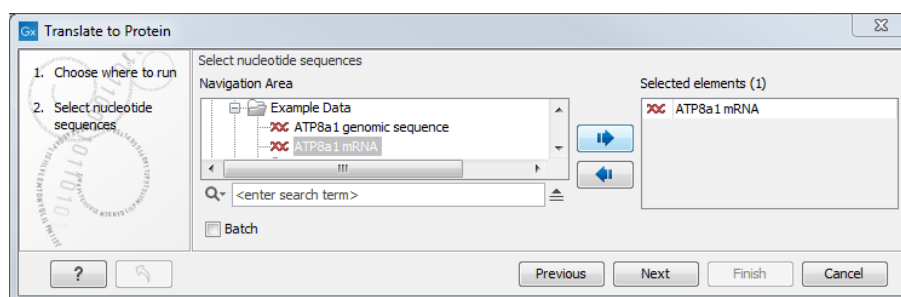 Gx Translate to Protein
1. Choose where to run
2. Select nucleotide
sequences
Select nucleotide sequences
Navigation Area
Example Data
ATP8a1 genomic sequence
ATP8a1 mRNA
<enter search term>
Batch
Selected elements (1)
ATP8a1 mRNA
?
Previous
Next
Finish
Cancel